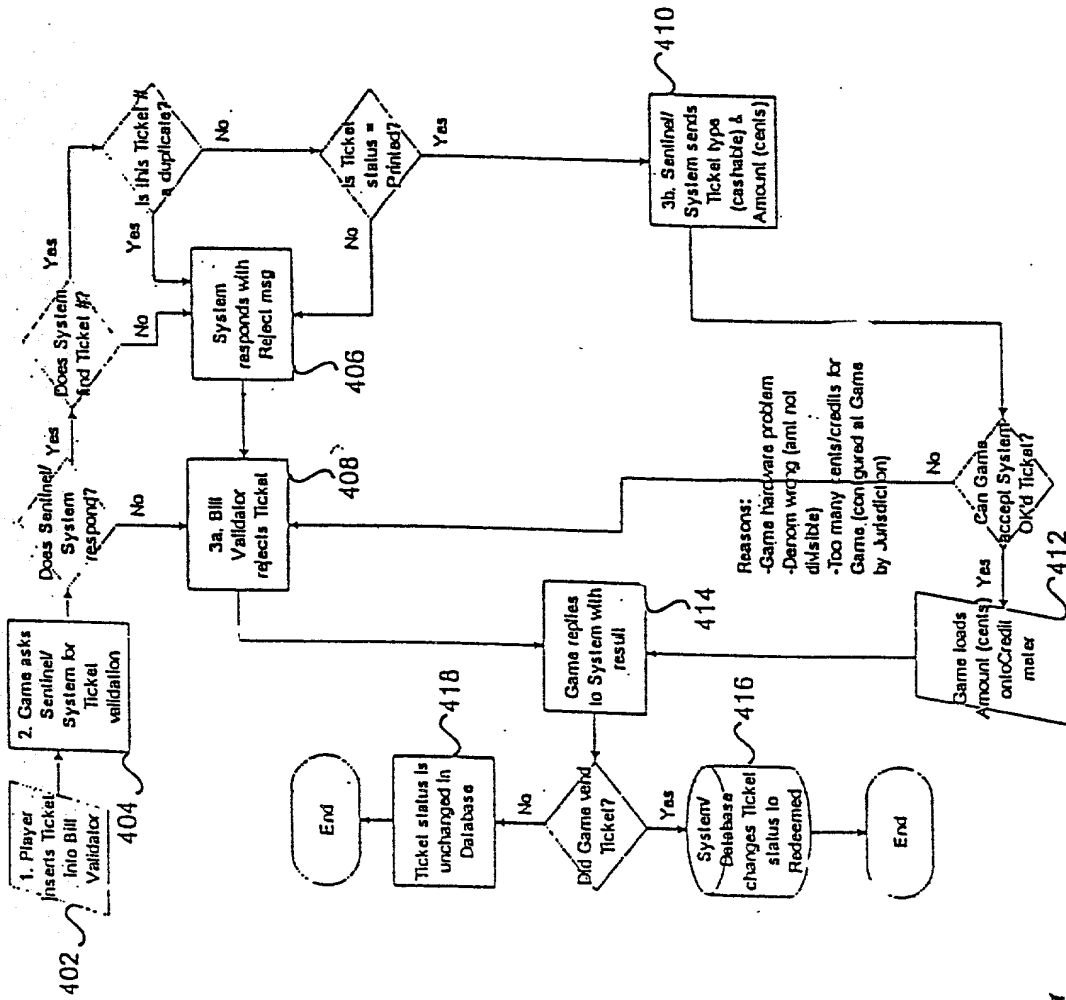 1. Player
Inserts Ticket
Into Bill
Validator
402
2. Game asks
Sentinel/
System for
Ticket
validation
404
Does Sentinel/
System
respond?
Yes
No
Does System
find Ticket #?
Yes
No
Is this Ticket #
a duplicate?
Yes
No
Is Ticket
status =
Printed?
No
Yes
System
responds with
Reject msg
406
3a. Bill
Validator
rejects Ticket
408
3b. Sentinel/
System sends
Ticket type
(cashable) &
Amount (cents)
410
Can Game
accept System
OK'd Ticket?
No
Yes
Reasons:
-Game hardware problem
-Denom wrong (amt not
divisible)
-Too many cents/credits for
Game (configured at Game
by Jurisdiction)
Game loads
Amount (cents)
ontoCredit
meter
412
Game replies
to System with
result
414
Did Game vend
Ticket?
No
Yes
Ticket status is
unchanged in
Database
418
End
System/
Database
changes Ticket
status to
Redeemed
416
End